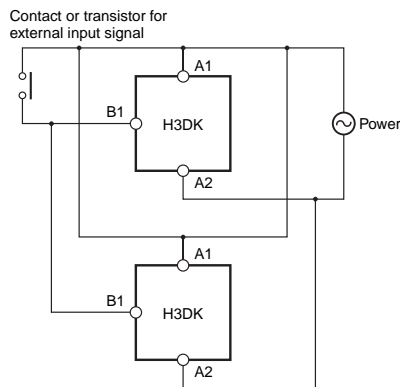 Contact or transistor for
external input signal
A1
B1
H3DK
Power
A2
A1
B1
H3DK
A2